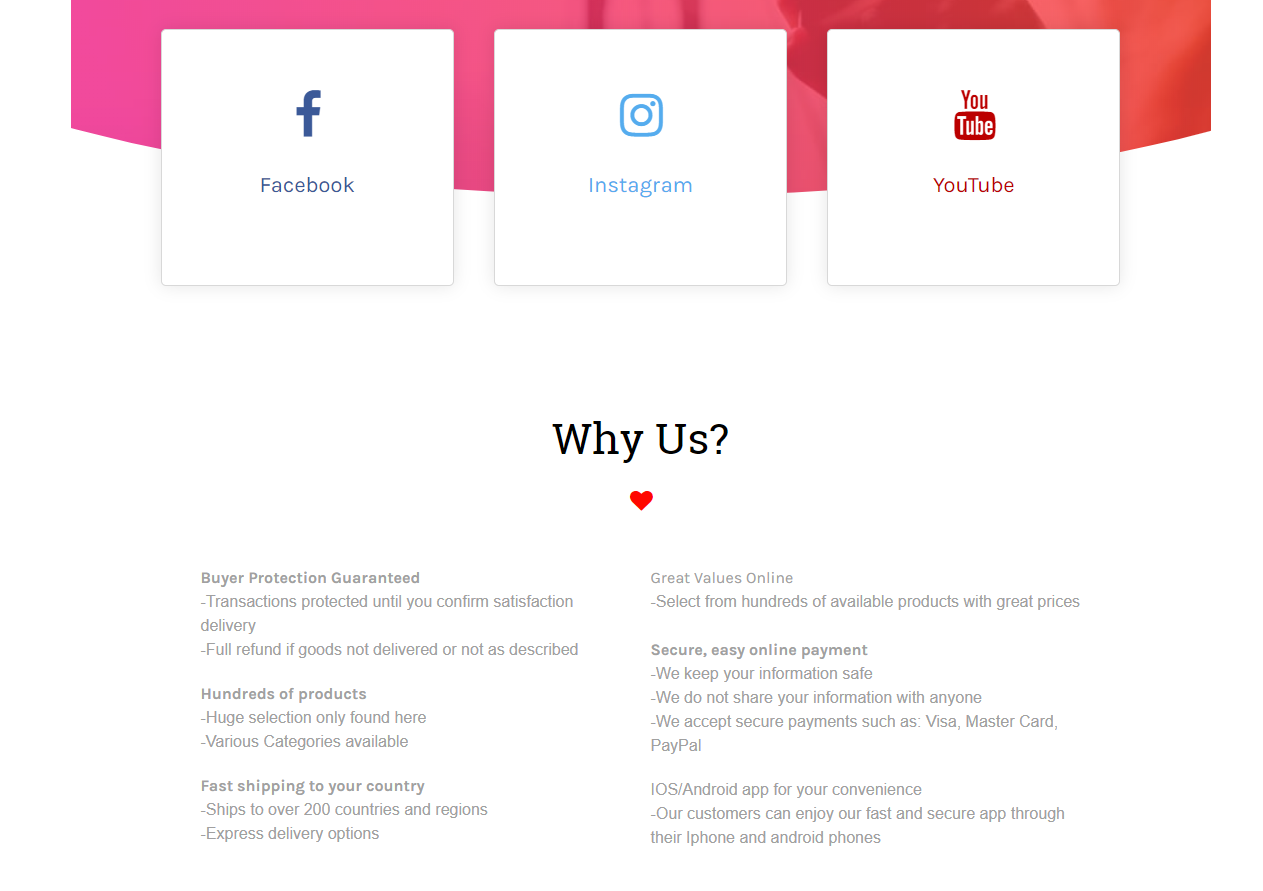 You
Tube
Facebook
Instagram
YouTube
Why Us?
Buyer Protection Guaranteed
-Transactions protected until you confirm satisfaction
delivery
-Full refund if goods not delivered or not as described
Hundreds of products
-Huge selection only found here
-Various Categories available
Fast shipping to your country
-Ships to over 200 countries and regions
-Express delivery options
Great Values Online
-Select from hundreds of available products with great prices
Secure, easy online payment
-We keep your information safe
-We do not share your information with anyone
-We accept secure payments such as: Visa, Master Card,
PayPal
IOS/Android app for your convenience
-Our customers can enjoy our fast and secure app through
their Iphone and android phones